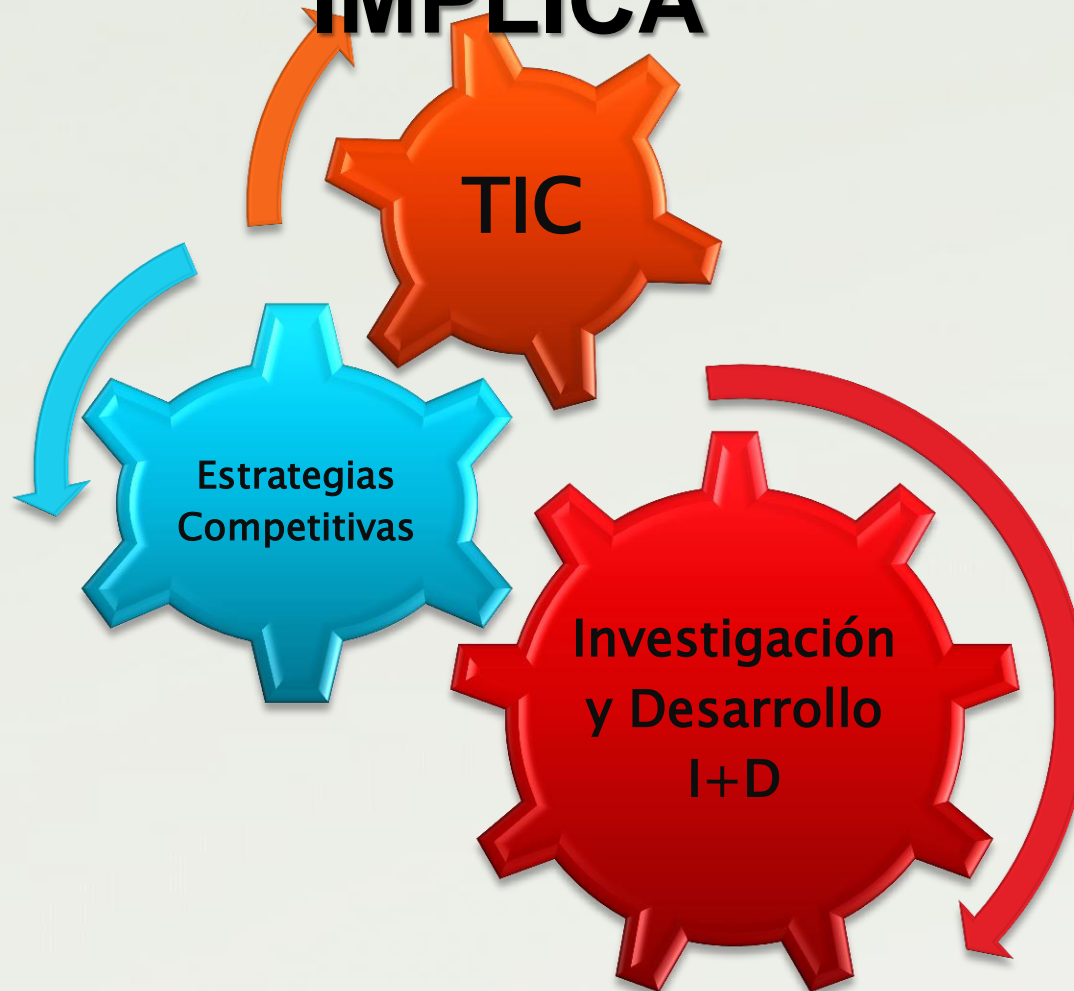 IMPLICA
TIC
Estrategias
Competitivas
Investigación
y Desarrollo
I+D